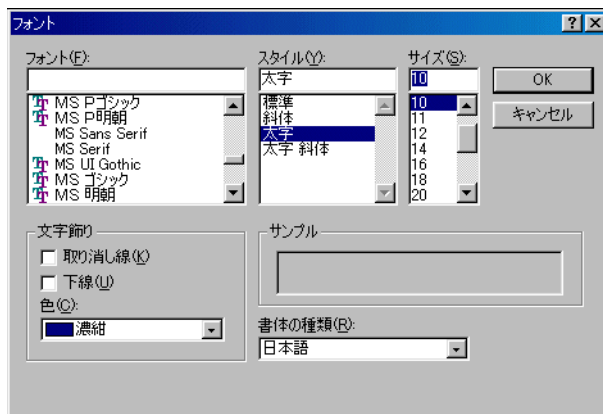 フォント
フォント(F):
MS Pゴシック
MS P明朝
MS Sans Serif
MS Serif
MS UI Gothic
MS ゴシック
MS 明朝
スタイル(Y):
太字
標準
斜体
太字
太字 斜体
サイズ(S):
10
10
11
12
14
16
18
20
OK
キャンセル
文字飾り
取り消し線(K)
下線(U)
色(C):
濃紺
サンプル
書体の種類(R):
日本語